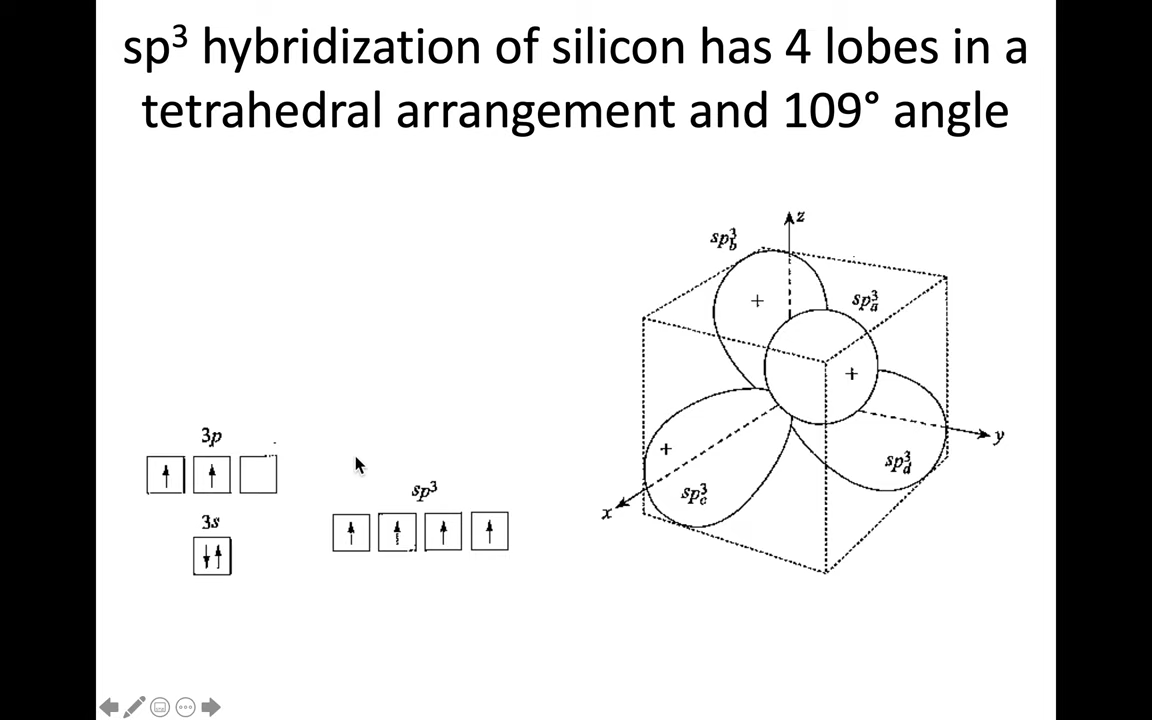 sp³ hybridization of silicon has 4 lobes in a
tetrahedral arrangement and 109° angle
3p
3s
sp³
z
sp³b
sp³a
+
+
y
sp³d
+
sp³c
x